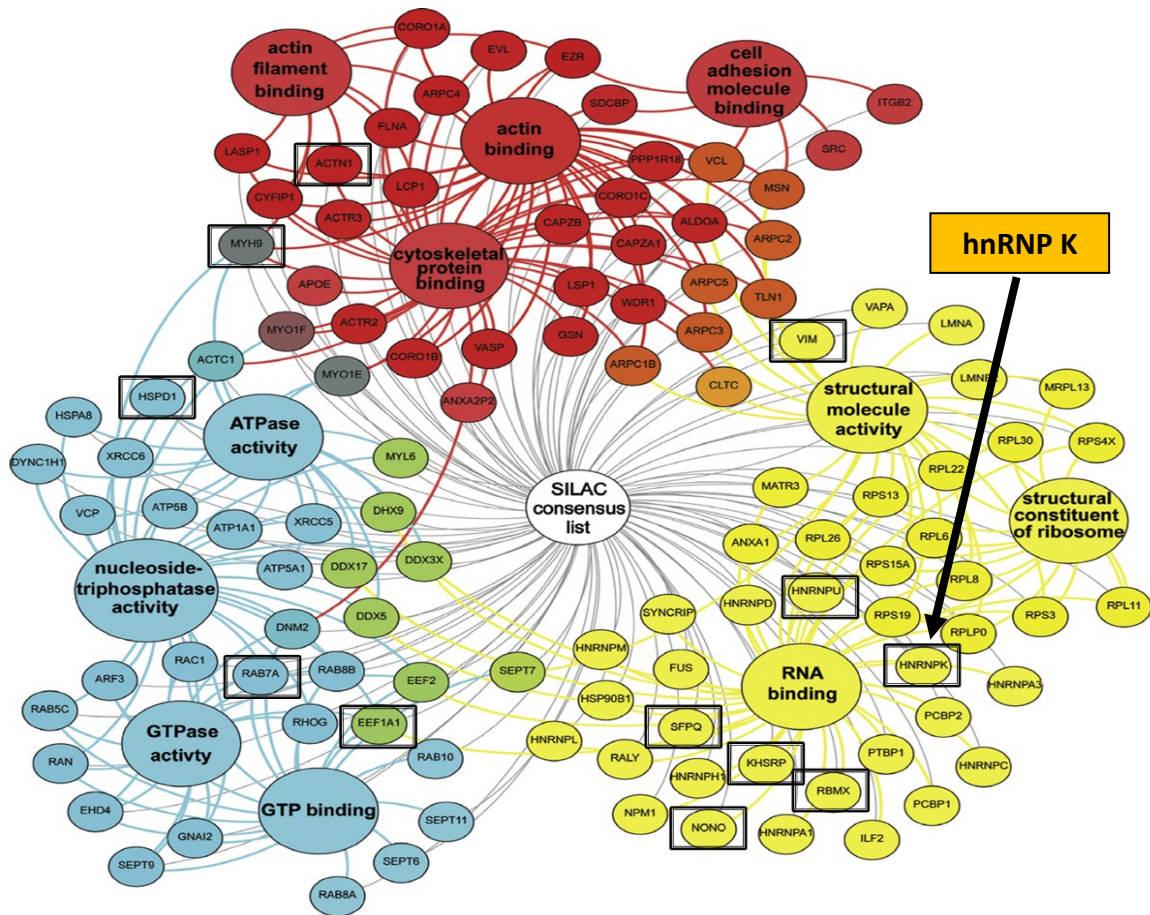 CORO1A
actin
filament
binding
EVL
EZR
cell
adhesion
molecule
binding
ITGB2
ARPC4
SDCBP
FLNA
actin
binding
LASP1
ACTN1
PPP1R18
VCL
SRC
CYFIP1
LCP1
MSN
ACTR3
CORO1C
CAPZB
ALDOA
hnRNP K
MYH9
CAPZA1
ARPC2
cytoskeletal
protein
binding
APOE
LSP1
ARPC5
TLN1
WDR1
VAPA
MYO1F
ACTR2
GSN
ARPC3
VIM
LMNA
ACTC1
CORO1B
VASP
MYO1E
ARPC1B
CLTC
LMNB2
MRPL13
HSPD1
ANXA2P2
structural
molecule
activity
HSPA8
ATPase
activity
RPL30
RPS4X
DYNC1H1
XRCC6
MYL6
RPL22
SILAC
consensus
list
MATR3
RPS13
structural
constituent
of ribosome
VCP
ATP5B
ATP1A1
XRCC5
DHX9
ANXA1
RPL26
RPL6
nucleoside-
triphosphatase
activity
ATP5A1
DDX17
DDX3X
RPS15A
RPL8
HNRNPD
HNRNPU
RPL11
DDX5
SYNCRIP
RPS19
RPS3
DNM2
RPLP0
HNRNPM
RAC1
RAB7A
RAB8B
SEPT7
FUS
RNA
binding
HNRNPK
ARF3
EEF2
HSP90B1
HNRNPA3
RAB5C
RHOG
EEF1A1
SFPQ
PCBP2
GTPase
activty
HNRNPL
RAN
RAB10
RALY
KHSRP
PTBP1
HNRNPC
HNRNPH1
RBMX
EHD4
GTP binding
PCBP1
GNAI2
SEPT11
NPM1
NONO
HNRNPA1
ILF2
SEPT9
SEPT6
RAB8A